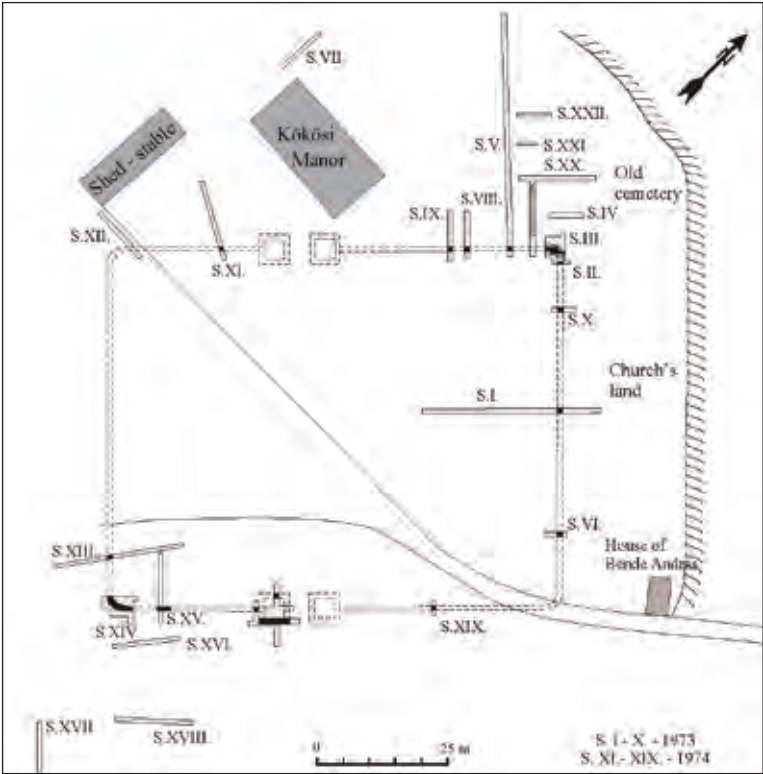 S.VII.
S.XXII.
S.V.
S.XXI
Kökösi
Manor
Shed - stable
S.XX.
Old
cemetery
S.VIII.
S.IX.
S.IV.
S.XII.
S.III.
S.XI.
S.II.
S.X.
Church's
land
S.I.
S.VI.
S.XIII.
House of
Bende Andras
S.XIV
S.XV.
S.XIX.
S.XVI.
S.XVII
S.XVIII.
0 25 m
S. I - X. - 1973
S. XI.- XIX. - 1974